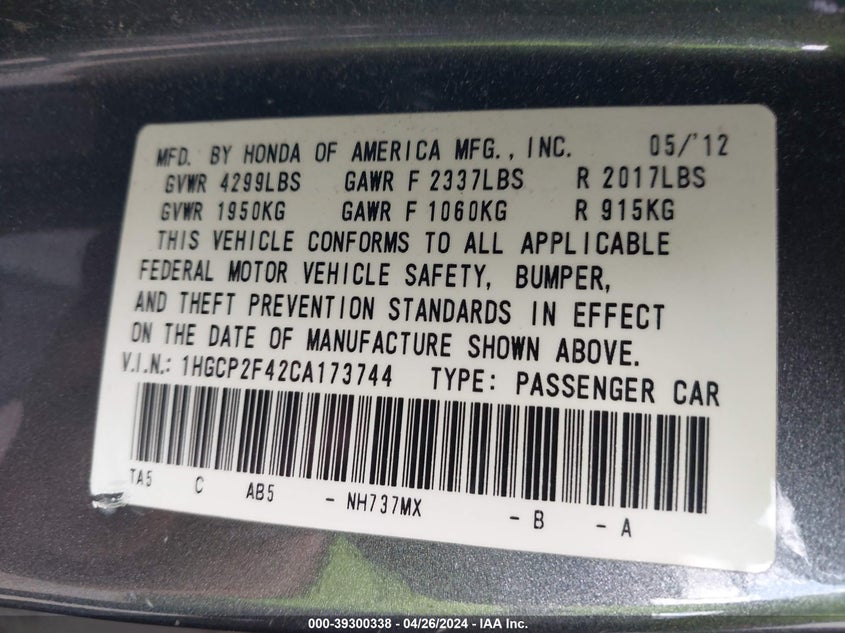 MFD. BY HONDA OF AMERICA MFG., INC. 05/'12
GVWR 4299LBS GAWR F 2337LBS R 2017LBS
GVWR 1950KG GAWR F 1060KG R 915KG
THIS VEHICLE CONFORMS TO ALL APPLICABLE
FEDERAL MOTOR VEHICLE SAFETY, BUMPER,
AND THEFT PREVENTION STANDARDS IN EFFECT
ON THE DATE OF MANUFACTURE SHOWN ABOVE.
V.I.N.: 1HGCP2F42CA173744 TYPE: PASSENGER CAR
TA5 C AB5 - NH737MX - B - A
000-39300338 - 04/26/2024 - IAA Inc.